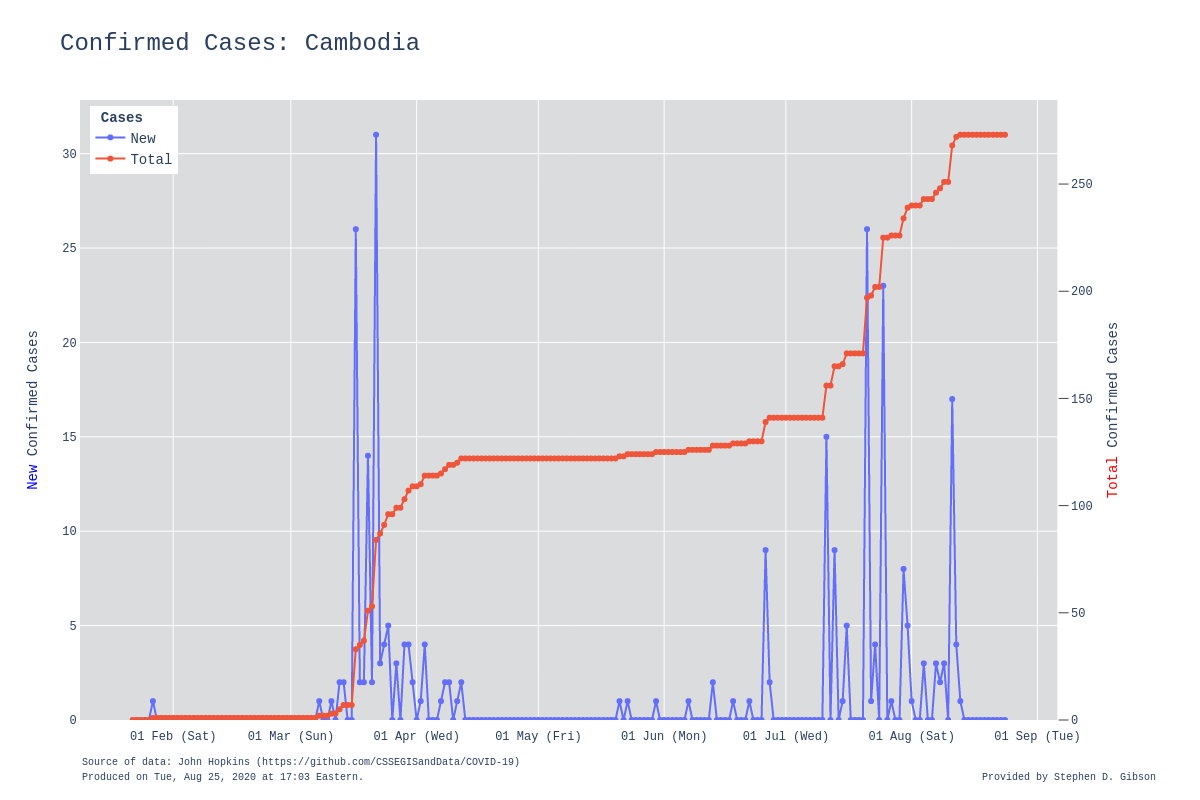 Confirmed Cases: Cambodia
Cases
New
Total
30
25
20
15
10
5
0
250
200
150
100
50
0
New Confirmed Cases
Total Confirmed Cases
01 Feb (Sat) 01 Mar (Sun) 01 Apr (Wed) 01 May (Fri) 01 Jun (Mon) 01 Jul (Wed) 01 Aug (Sat) 01 Sep (Tue)
Source of data: John Hopkins (https://github.com/CSSEGISandData/COVID-19)
Produced on Tue, Aug 25, 2020 at 17:03 Eastern.
Provided by Stephen D. Gibson